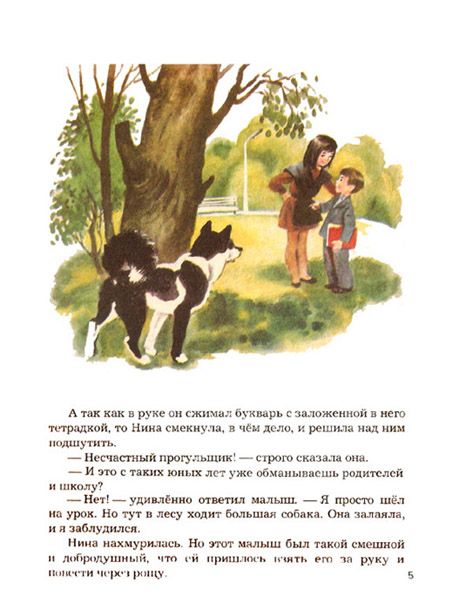 А так как в руке он сжимал букварь с заложенной в него
тетрадкой, то Нина смекнула, в чём дело, и решила над ним
подшутить.
— Несчастный прогульщик! — строго сказала она.
— И это с таких юных лет уже обманываешь родителей
и школу?
— Нет! — удивлённо ответил малыш. — Я просто шёл
на урок. Но тут в лесу ходит большая собака. Она залаяла,
и я заблудился.
Нина нахмурилась. Но этот малыш был такой смешной
и добродушный, что ей пришлось взять его за руку и
повести через рощу.
5